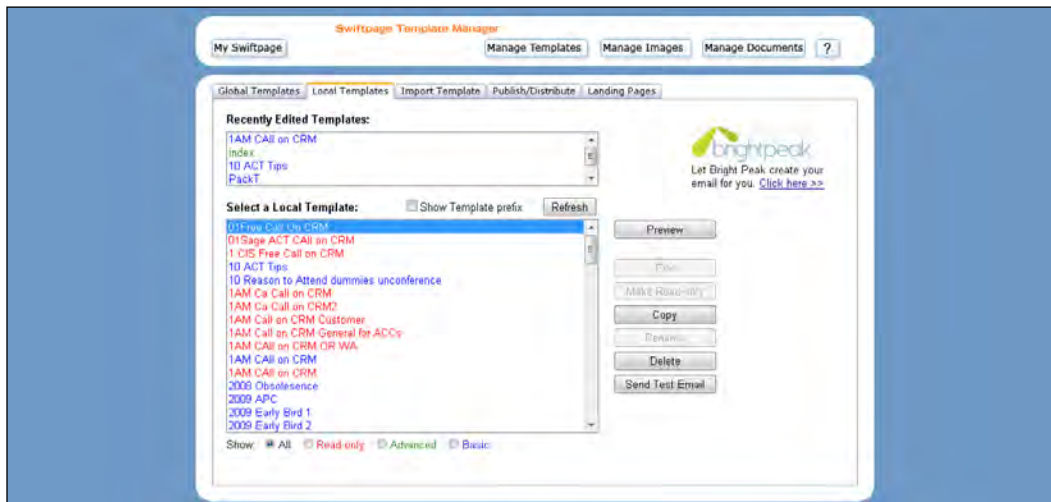 Swiftpage Template Manager
My Swiftpage
Manage Templates
Manage Images
Manage Documents
?
Global Templates
Local Templates
Import Template
Publish/Distribute
Landing Pages
Recently Edited Templates:
1AM CAll on CRM
index
10 ACT Tips
PackT
brightpeak
Let Bright Peak create your
email for you. Click here >>
Select a Local Template:
Show Template prefix
Refresh
01Free Call On CRM
01Sage ACT CAll on CRM
1 CIS Free Call on CRM
10 ACT Tips
10 Reason to Attend dummies unconference
1AM Ca Call on CRM
1AM Ca Call on CRM2
1AM Call on CRM Customer
1AM Call on CRM General for ACCs
1AM CAll on CRM OR WA
1AM CAll on CRM
1AM CAll on CRM
2008 Obsolesence
2009 APC
2009 Early Bird 1
2009 Early Bird 2
Preview
Make Read-only
Copy
Rename
Delete
Send Test Email
Show: All Read-only Advanced Basic